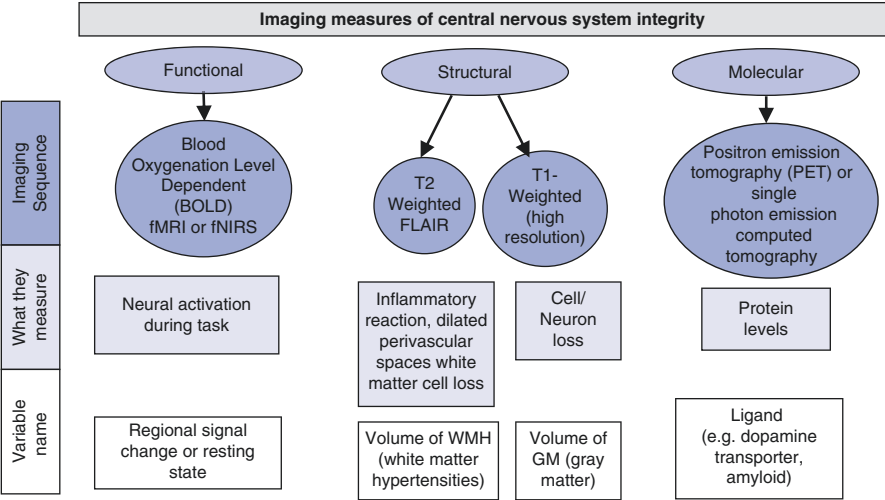 Imaging measures of central nervous system integrity
Functional
Structural
Molecular
Imaging
Sequence
Blood
Oxygenation Level
Dependent
(BOLD)
fMRI or fNIRS
T2
Weighted
FLAIR
T1-
Weighted
(high
resolution)
Positron emission
tomography (PET) or
single
photon emission
computed
tomography
What they
measure
Neural activation
during task
Inflammatory
reaction, dilated
perivascular
spaces white
matter cell loss
Cell/
Neuron
loss
Protein
levels
Variable
name
Regional signal
change or resting
state
Volume of WMH
(white matter
hypertensities)
Volume of
GM (gray
matter)
Ligand
(e.g. dopamine
transporter,
amyloid)